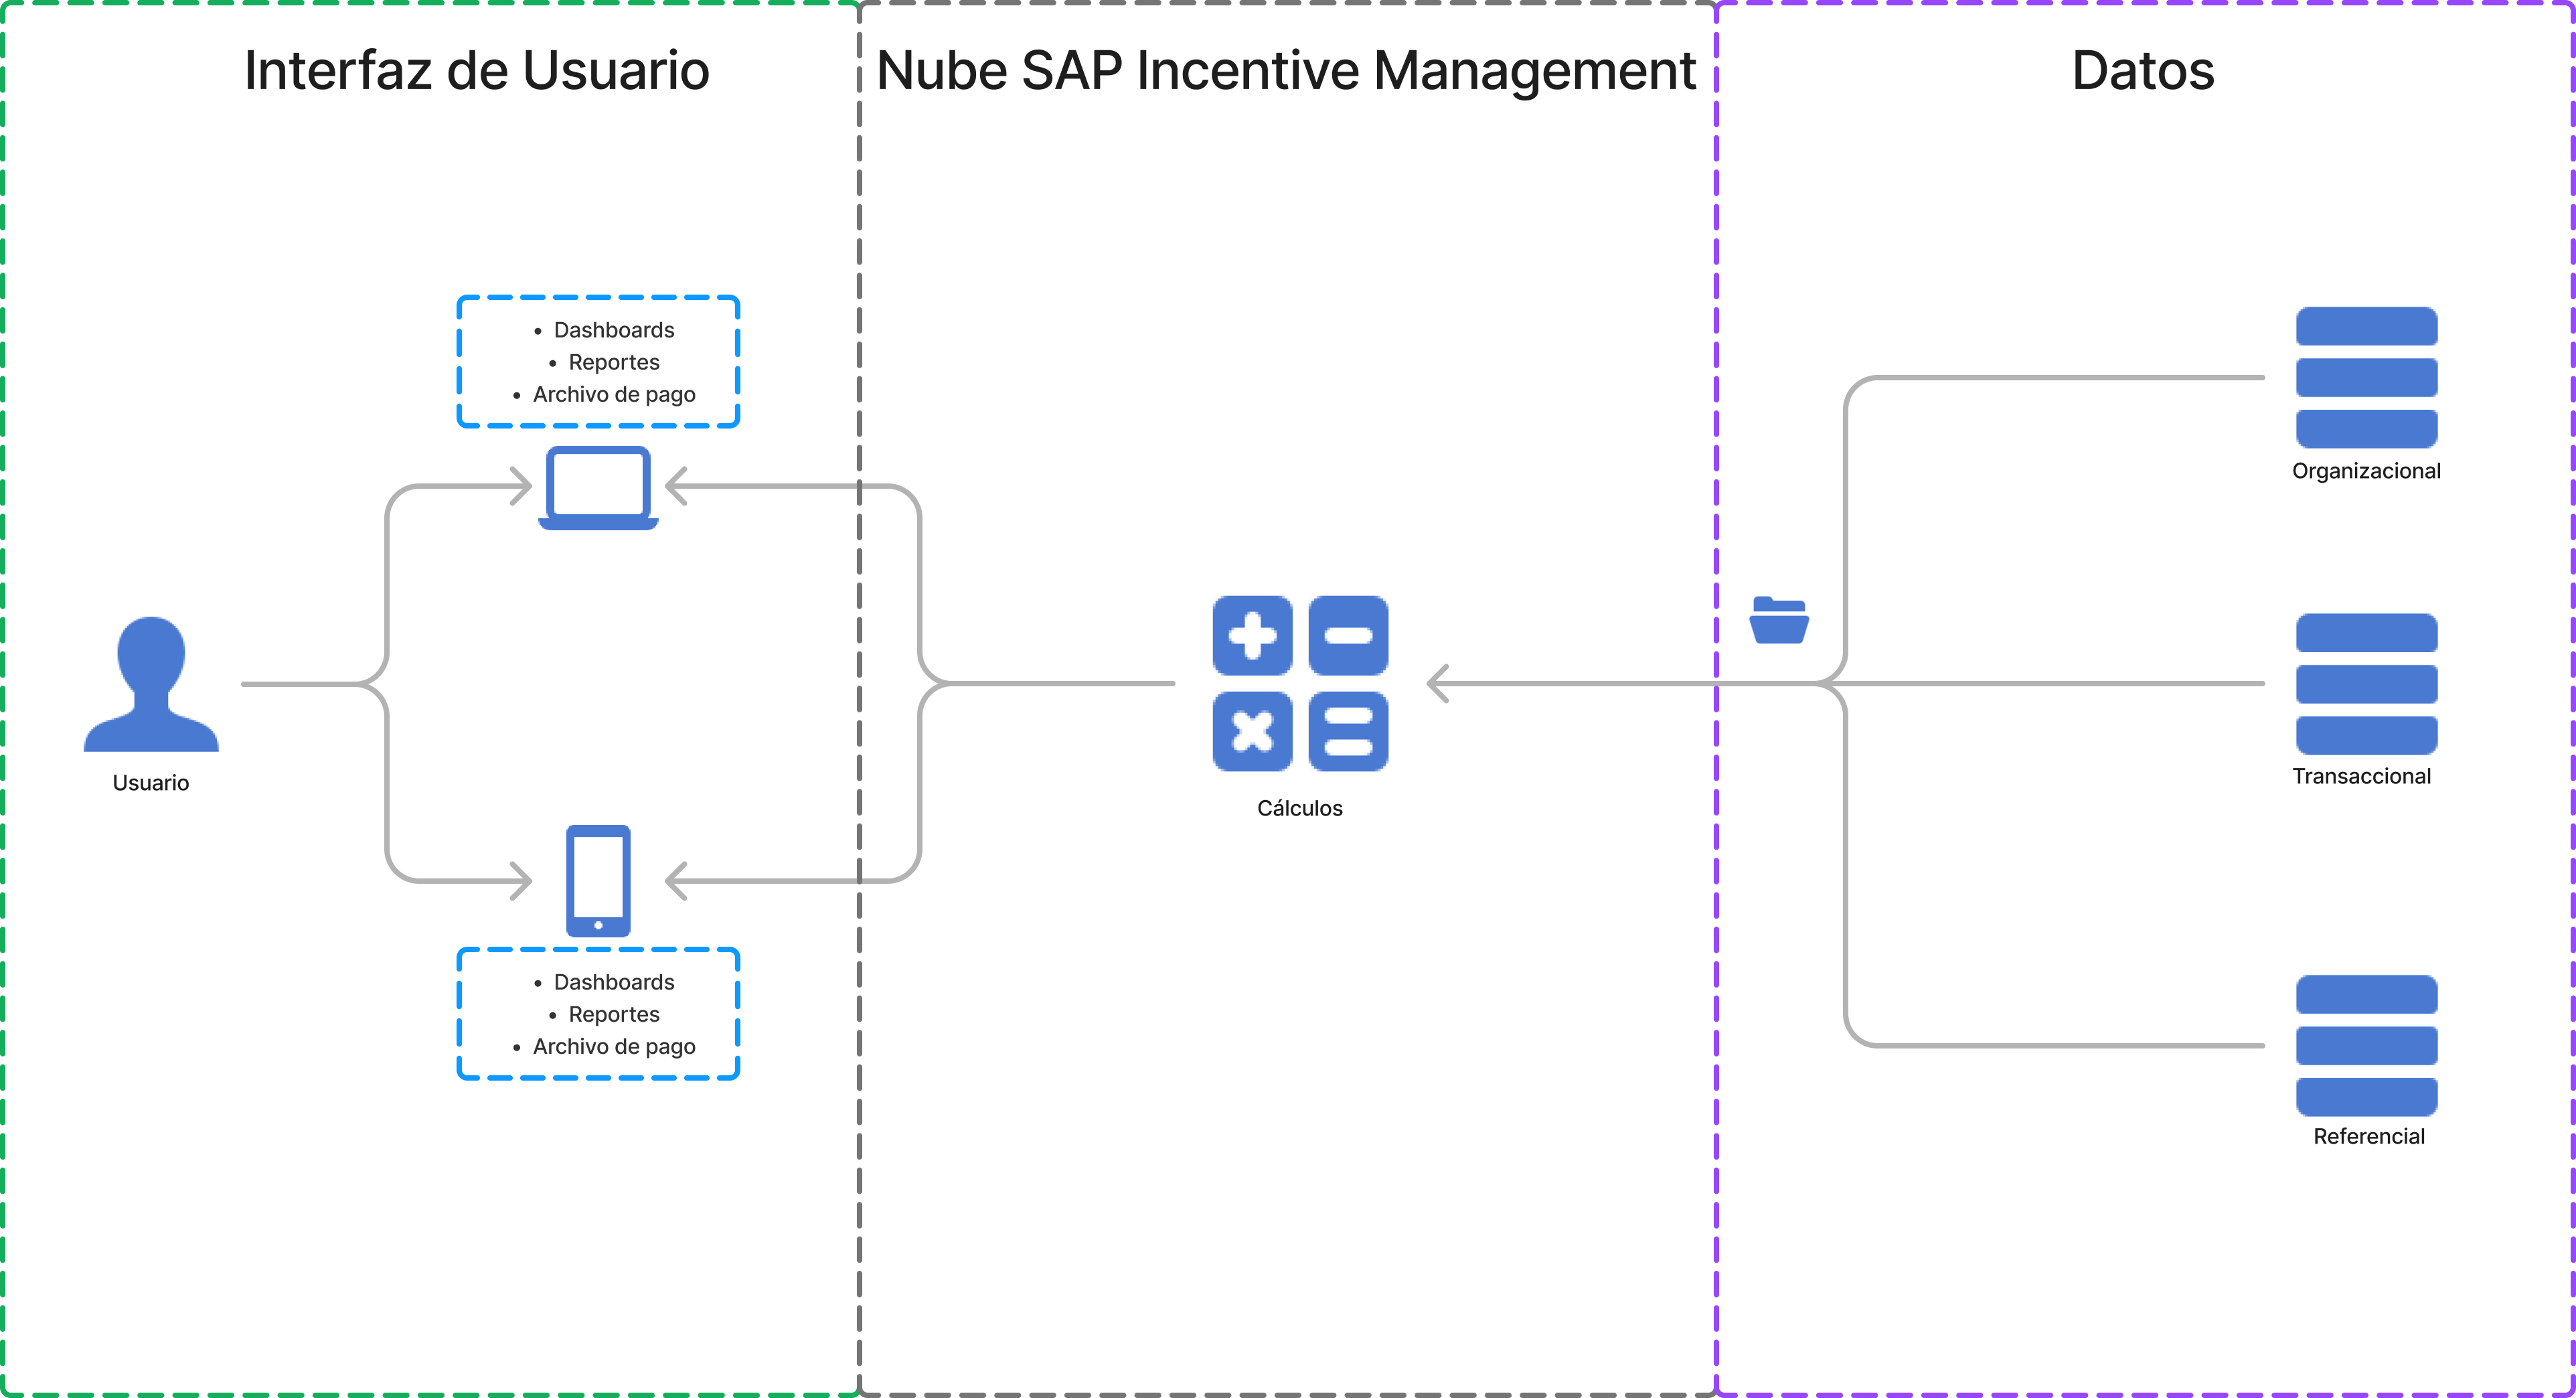 Interfaz de Usuario
Nube SAP Incentive Management
Datos
• Dashboards
• Reportes
• Archivo de pago
Organizacional
Usuario
Cálculos
Transaccional
• Dashboards
• Reportes
• Archivo de pago
Referencial